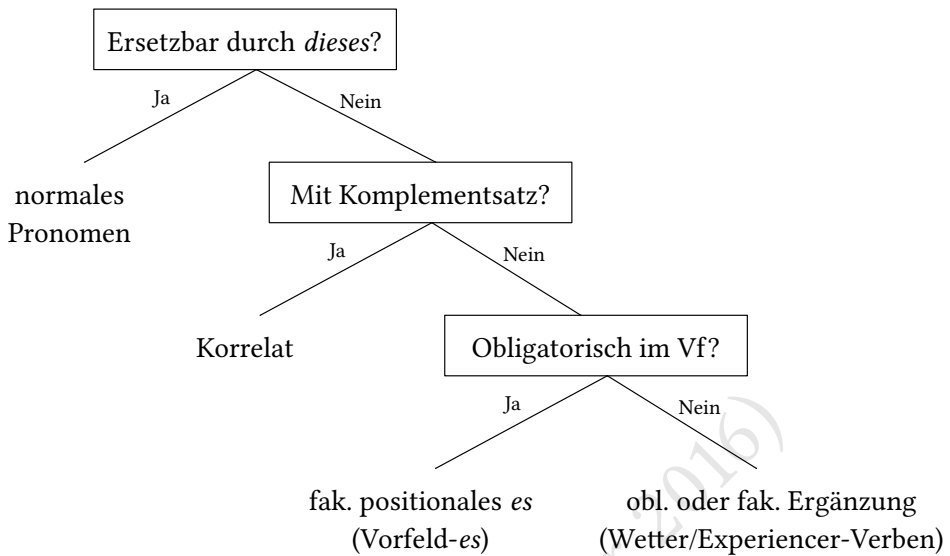 Ersetzbar durch dieses?
Ja
Nein
normales
Pronomen
Mit Komplementsatz?
Ja
Nein
Korrelat
Obligatorisch im Vf?
Ja
Nein
fak. positionales es
(Vorfeld-es)
obl. oder fak. Ergänzung
(Wetter/Experiencer-Verben)
2016)